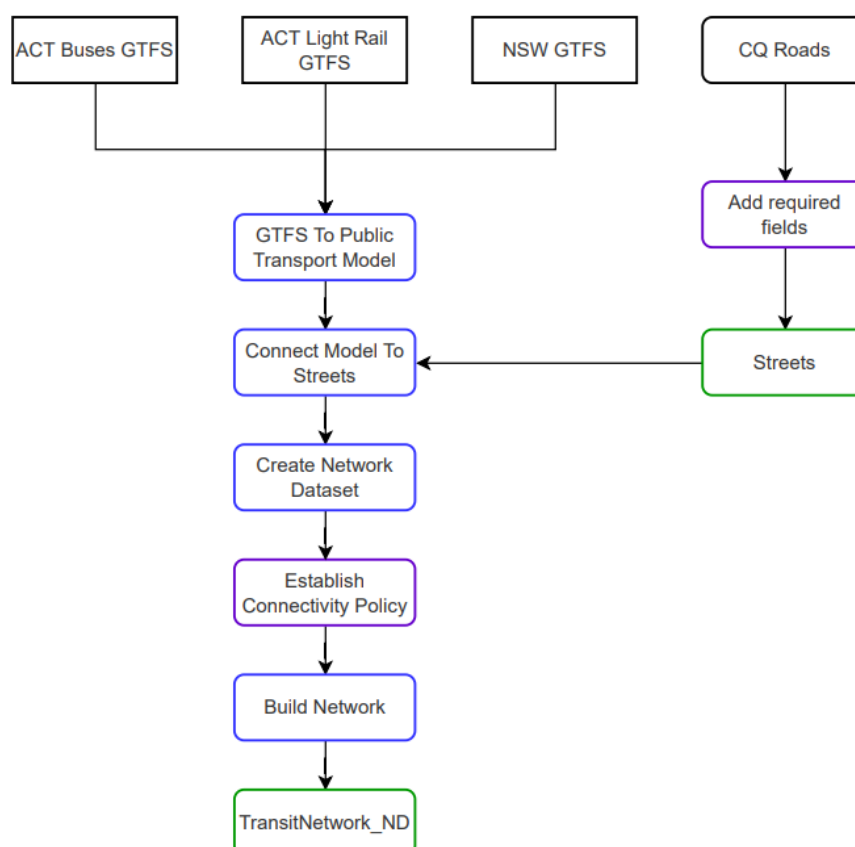 ACT Buses GTFS
ACT Light Rail
GTFS
NSW GTFS
CQ Roads
Add required
fields
GTFS To Public
Transport Model
Connect Model To
Streets
Streets
Create Network
Dataset
Establish
Connectivity Policy
Build Network
TransitNetwork_ND